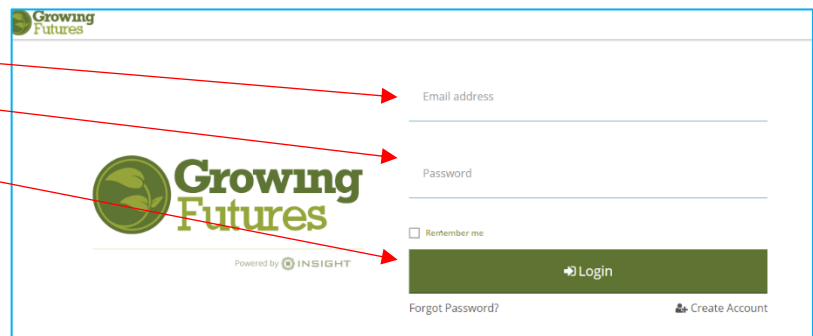 Growing
Futures
Email address
Password
Growing
Futures
Powered by INSIGHT
Remember me
Login
Forgot Password?
Create Account